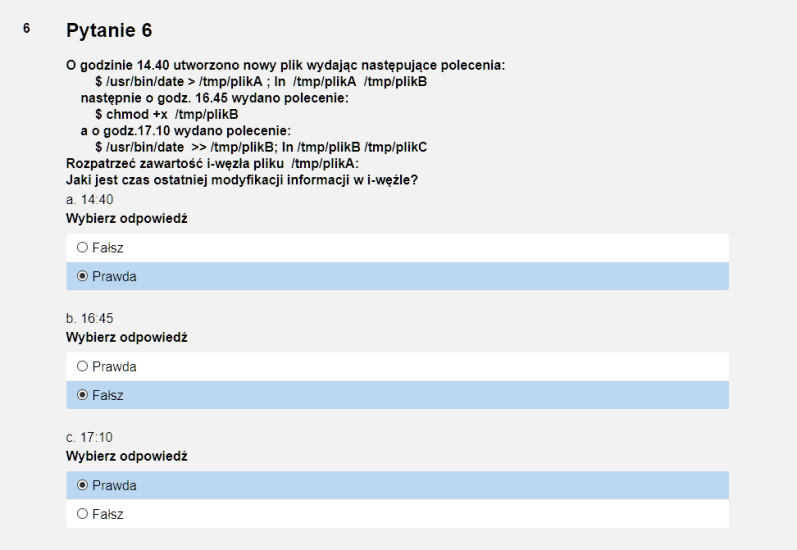 6
Pytanie 6
O godzinie 14.40 utworzono nowy plik wydając następujące polecenia:
$ /usr/bin/date > /tmp/plikA ; ln /tmp/plikA /tmp/plikB
następnie o godz. 16.45 wydano polecenie:
$ chmod +x /tmp/plikB
a o godz.17.10 wydano polecenie:
$ /usr/bin/date >> /tmp/plikB; ln /tmp/plikB /tmp/plikC
Rozpatrzeć zawartość i-węzła pliku /tmp/plikA:
Jaki jest czas ostatniej modyfikacji informacji w i-węźle?
a. 14:40
Wybierz odpowiedź
Fałsz
Prawda
b. 16:45
Wybierz odpowiedź
Prawda
Fałsz
c. 17:10
Wybierz odpowiedź
Prawda
Fałsz